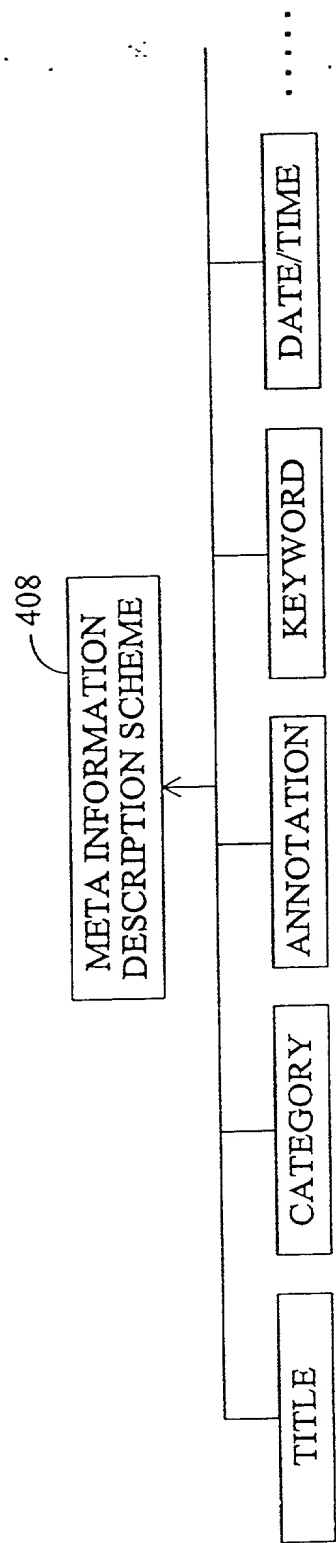 408
META INFORMATION
DESCRIPTION SCHEME
TITLE
CATEGORY
ANNOTATION
KEYWORD
DATE/TIME
.....